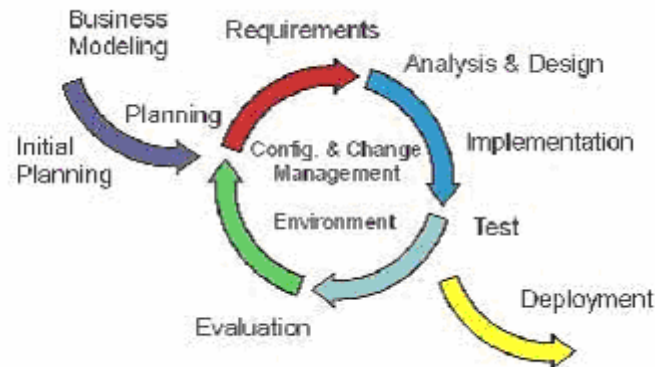 Business
Modeling
Requirements
Analysis & Design
Planning
Initial
Planning
Config. & Change
Management
Implementation
Environment
Test
Evaluation
Deployment